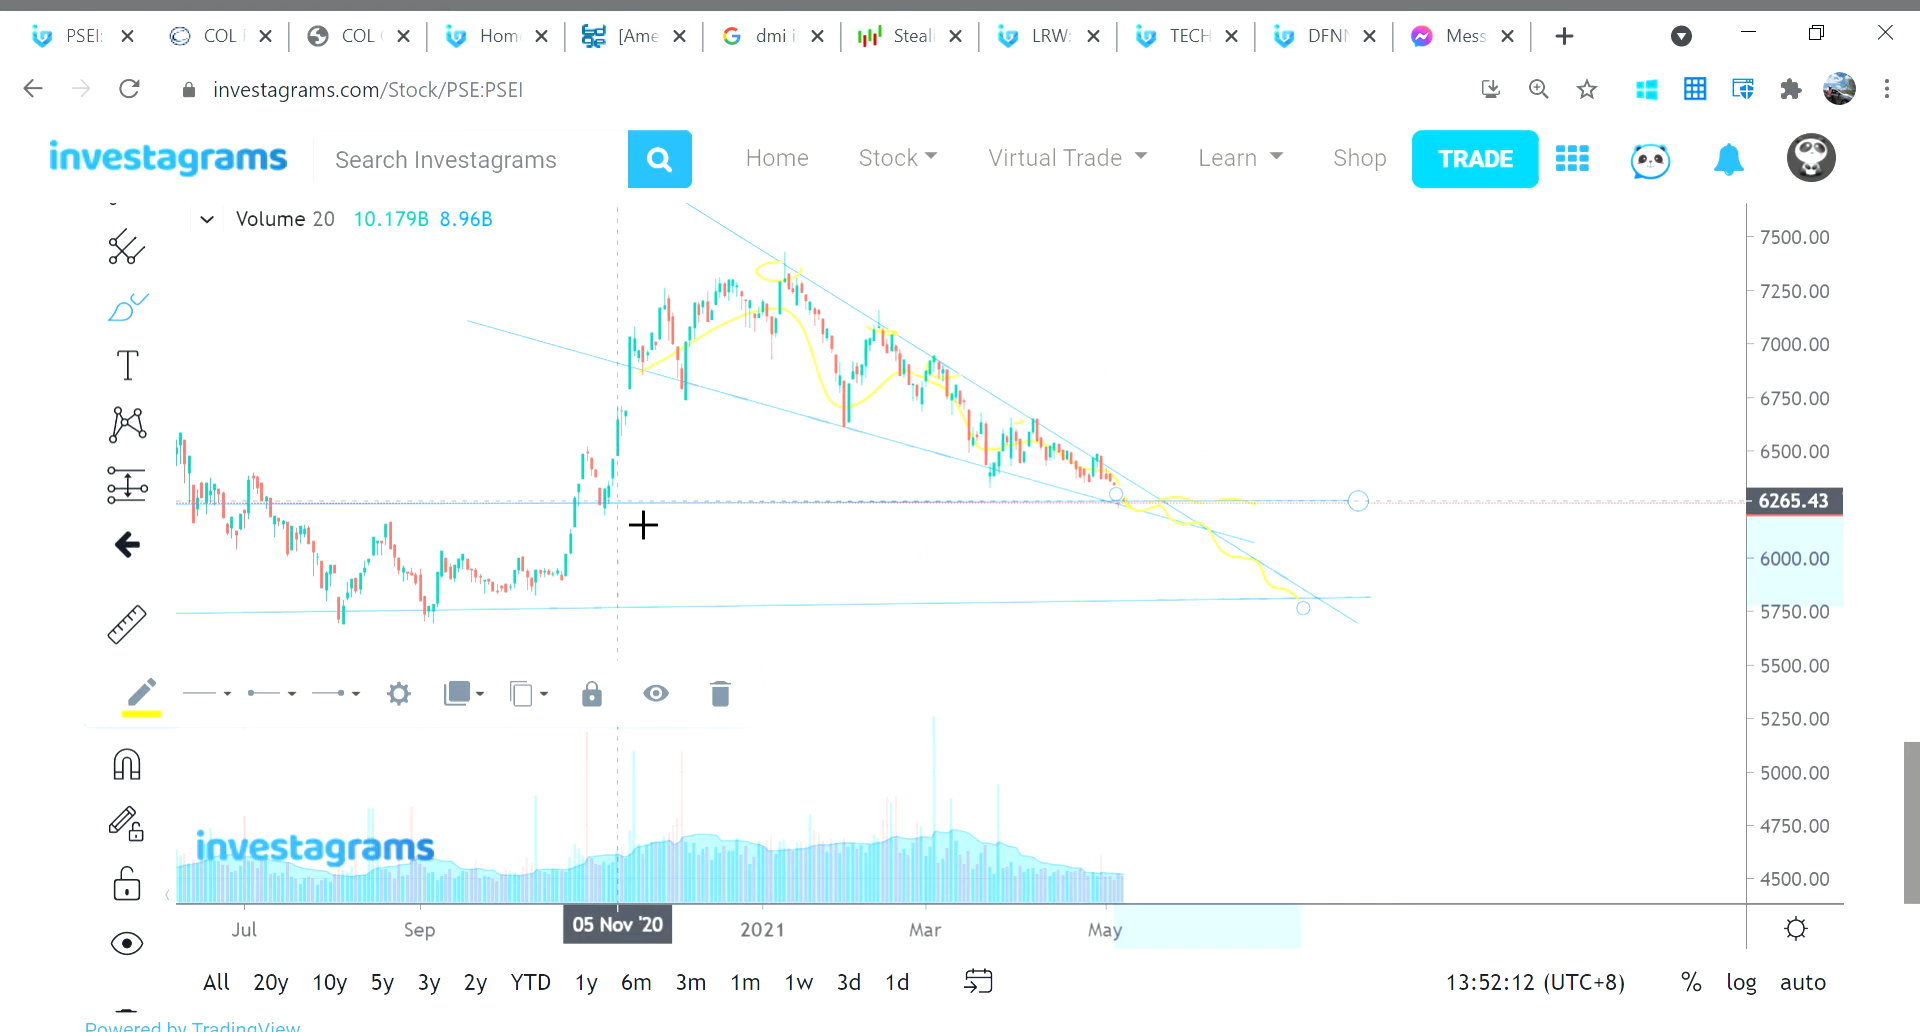 PSEI:
COL
COL
Hom
[Ame
dmi i
Steali
LRW:
TECH
DFNN
Mess
investagrams.com/Stock/PSE:PSEI
investagrams
Search Investagrams
Home
Stock
Virtual Trade
Learn
Shop
TRADE
Volume 20 10.179B 8.96B
T
7500.00
7250.00
7000.00
6750.00
6500.00
6265.43
6000.00
5750.00
5500.00
5250.00
5000.00
4750.00
4500.00
investagrams
Jul
Sep
05 Nov '20
2021
Mar
May
All 20y 10y 5y 3y 2y YTD 1y 6m 3m 1m 1w 3d 1d
13:52:12 (UTC+8) % log auto
Powered by TradingView